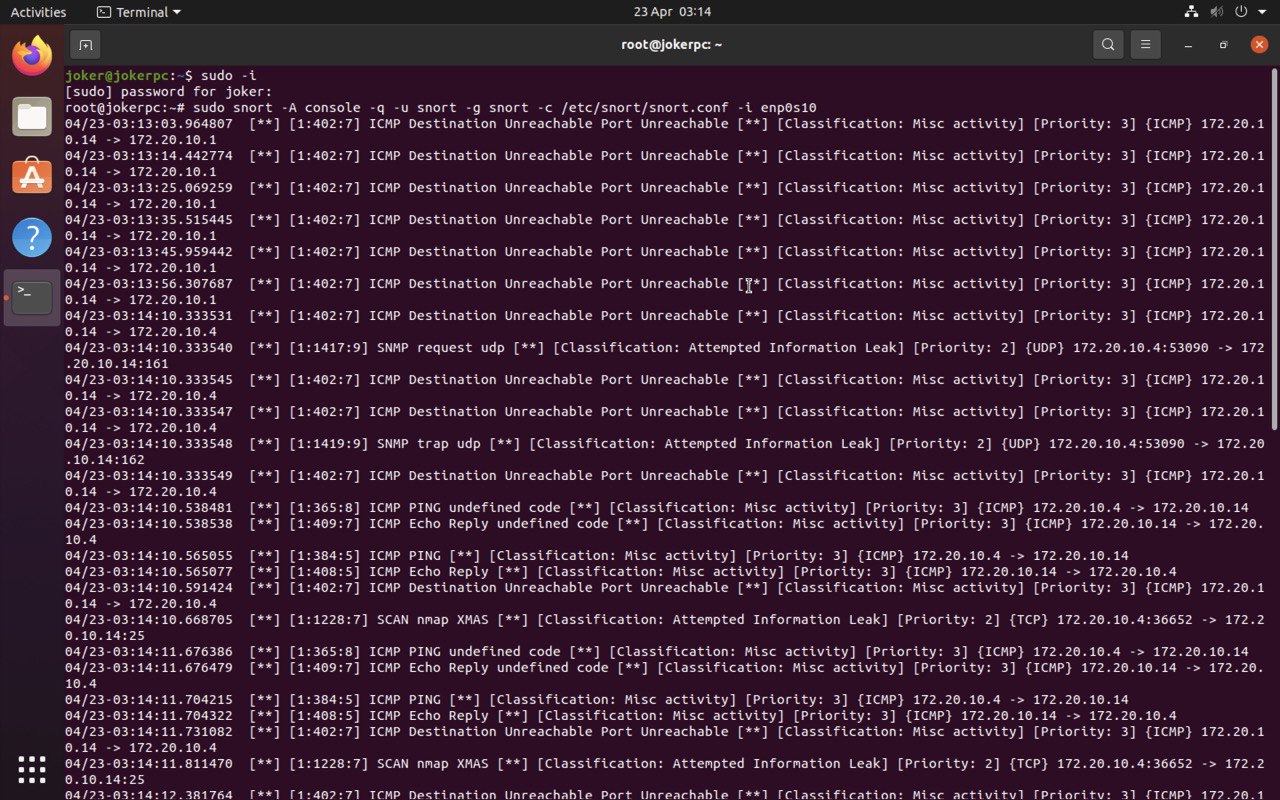 Activities
Terminal
23 Apr 03:14
root@jokerpc: ~
joker@jokerpc:~$ sudo -i
[sudo] password for joker:
root@jokerpc:~# sudo snort -A console -q -u snort -g snort -c /etc/snort/snort.conf -i enp0s10
04/23-03:13:03.964807  [**] [1:402:7] ICMP Destination Unreachable Port Unreachable [**] [Classification: Misc activity] [Priority: 3] {ICMP} 172.20.1
0.14 -> 172.20.10.1
04/23-03:13:14.442774  [**] [1:402:7] ICMP Destination Unreachable Port Unreachable [**] [Classification: Misc activity] [Priority: 3] {ICMP} 172.20.1
0.14 -> 172.20.10.1
04/23-03:13:25.069259  [**] [1:402:7] ICMP Destination Unreachable Port Unreachable [**] [Classification: Misc activity] [Priority: 3] {ICMP} 172.20.1
0.14 -> 172.20.10.1
04/23-03:13:35.515445  [**] [1:402:7] ICMP Destination Unreachable Port Unreachable [**] [Classification: Misc activity] [Priority: 3] {ICMP} 172.20.1
0.14 -> 172.20.10.1
04/23-03:13:45.959442  [**] [1:402:7] ICMP Destination Unreachable Port Unreachable [**] [Classification: Misc activity] [Priority: 3] {ICMP} 172.20.1
0.14 -> 172.20.10.1
04/23-03:13:56.307687  [**] [1:402:7] ICMP Destination Unreachable Port Unreachable [**] [Classification: Misc activity] [Priority: 3] {ICMP} 172.20.1
0.14 -> 172.20.10.1
04/23-03:14:10.333531  [**] [1:402:7] ICMP Destination Unreachable Port Unreachable [**] [Classification: Misc activity] [Priority: 3] {ICMP} 172.20.1
0.14 -> 172.20.10.4
04/23-03:14:10.333540  [**] [1:1417:9] SNMP request udp [**] [Classification: Attempted Information Leak] [Priority: 2] {UDP} 172.20.10.4:53090 -> 172
.20.10.14:161
04/23-03:14:10.333545  [**] [1:402:7] ICMP Destination Unreachable Port Unreachable [**] [Classification: Misc activity] [Priority: 3] {ICMP} 172.20.1
0.14 -> 172.20.10.4
04/23-03:14:10.333547  [**] [1:402:7] ICMP Destination Unreachable Port Unreachable [**] [Classification: Misc activity] [Priority: 3] {ICMP} 172.20.1
0.14 -> 172.20.10.4
04/23-03:14:10.333548  [**] [1:1419:9] SNMP trap udp [**] [Classification: Attempted Information Leak] [Priority: 2] {UDP} 172.20.10.4:53090 -> 172.20
.10.14:162
04/23-03:14:10.333549  [**] [1:402:7] ICMP Destination Unreachable Port Unreachable [**] [Classification: Misc activity] [Priority: 3] {ICMP} 172.20.1
0.14 -> 172.20.10.4
04/23-03:14:10.538481  [**] [1:365:8] ICMP PING undefined code [**] [Classification: Misc activity] [Priority: 3] {ICMP} 172.20.10.4 -> 172.20.10.14
04/23-03:14:10.538538  [**] [1:409:7] ICMP Echo Reply undefined code [**] [Classification: Misc activity] [Priority: 3] {ICMP} 172.20.10.14 -> 172.20.
10.4
04/23-03:14:10.565055  [**] [1:384:5] ICMP PING [**] [Classification: Misc activity] [Priority: 3] {ICMP} 172.20.10.4 -> 172.20.10.14
04/23-03:14:10.565077  [**] [1:408:5] ICMP Echo Reply [**] [Classification: Misc activity] [Priority: 3] {ICMP} 172.20.10.14 -> 172.20.10.4
04/23-03:14:10.591424  [**] [1:402:7] ICMP Destination Unreachable Port Unreachable [**] [Classification: Misc activity] [Priority: 3] {ICMP} 172.20.1
0.14 -> 172.20.10.4
04/23-03:14:10.668705  [**] [1:1228:7] SCAN nmap XMAS [**] [Classification: Attempted Information Leak] [Priority: 2] {TCP} 172.20.10.4:36652 -> 172.2
0.10.14:25
04/23-03:14:11.676386  [**] [1:365:8] ICMP PING undefined code [**] [Classification: Misc activity] [Priority: 3] {ICMP} 172.20.10.4 -> 172.20.10.14
04/23-03:14:11.676479  [**] [1:409:7] ICMP Echo Reply undefined code [**] [Classification: Misc activity] [Priority: 3] {ICMP} 172.20.10.14 -> 172.20.
10.4
04/23-03:14:11.704215  [**] [1:384:5] ICMP PING [**] [Classification: Misc activity] [Priority: 3] {ICMP} 172.20.10.4 -> 172.20.10.14
04/23-03:14:11.704322  [**] [1:408:5] ICMP Echo Reply [**] [Classification: Misc activity] [Priority: 3] {ICMP} 172.20.10.14 -> 172.20.10.4
04/23-03:14:11.731082  [**] [1:402:7] ICMP Destination Unreachable Port Unreachable [**] [Classification: Misc activity] [Priority: 3] {ICMP} 172.20.1
0.14 -> 172.20.10.4
04/23-03:14:11.811470  [**] [1:1228:7] SCAN nmap XMAS [**] [Classification: Attempted Information Leak] [Priority: 2] {TCP} 172.20.10.4:36652 -> 172.2
0.10.14:25
04/23-03:14:12.381764  [**] [1:402:7] ICMP Destination Unreachable Port Unreachable [**] [Classification: Misc activity] [Priority: 3] {ICMP} 172.20.1